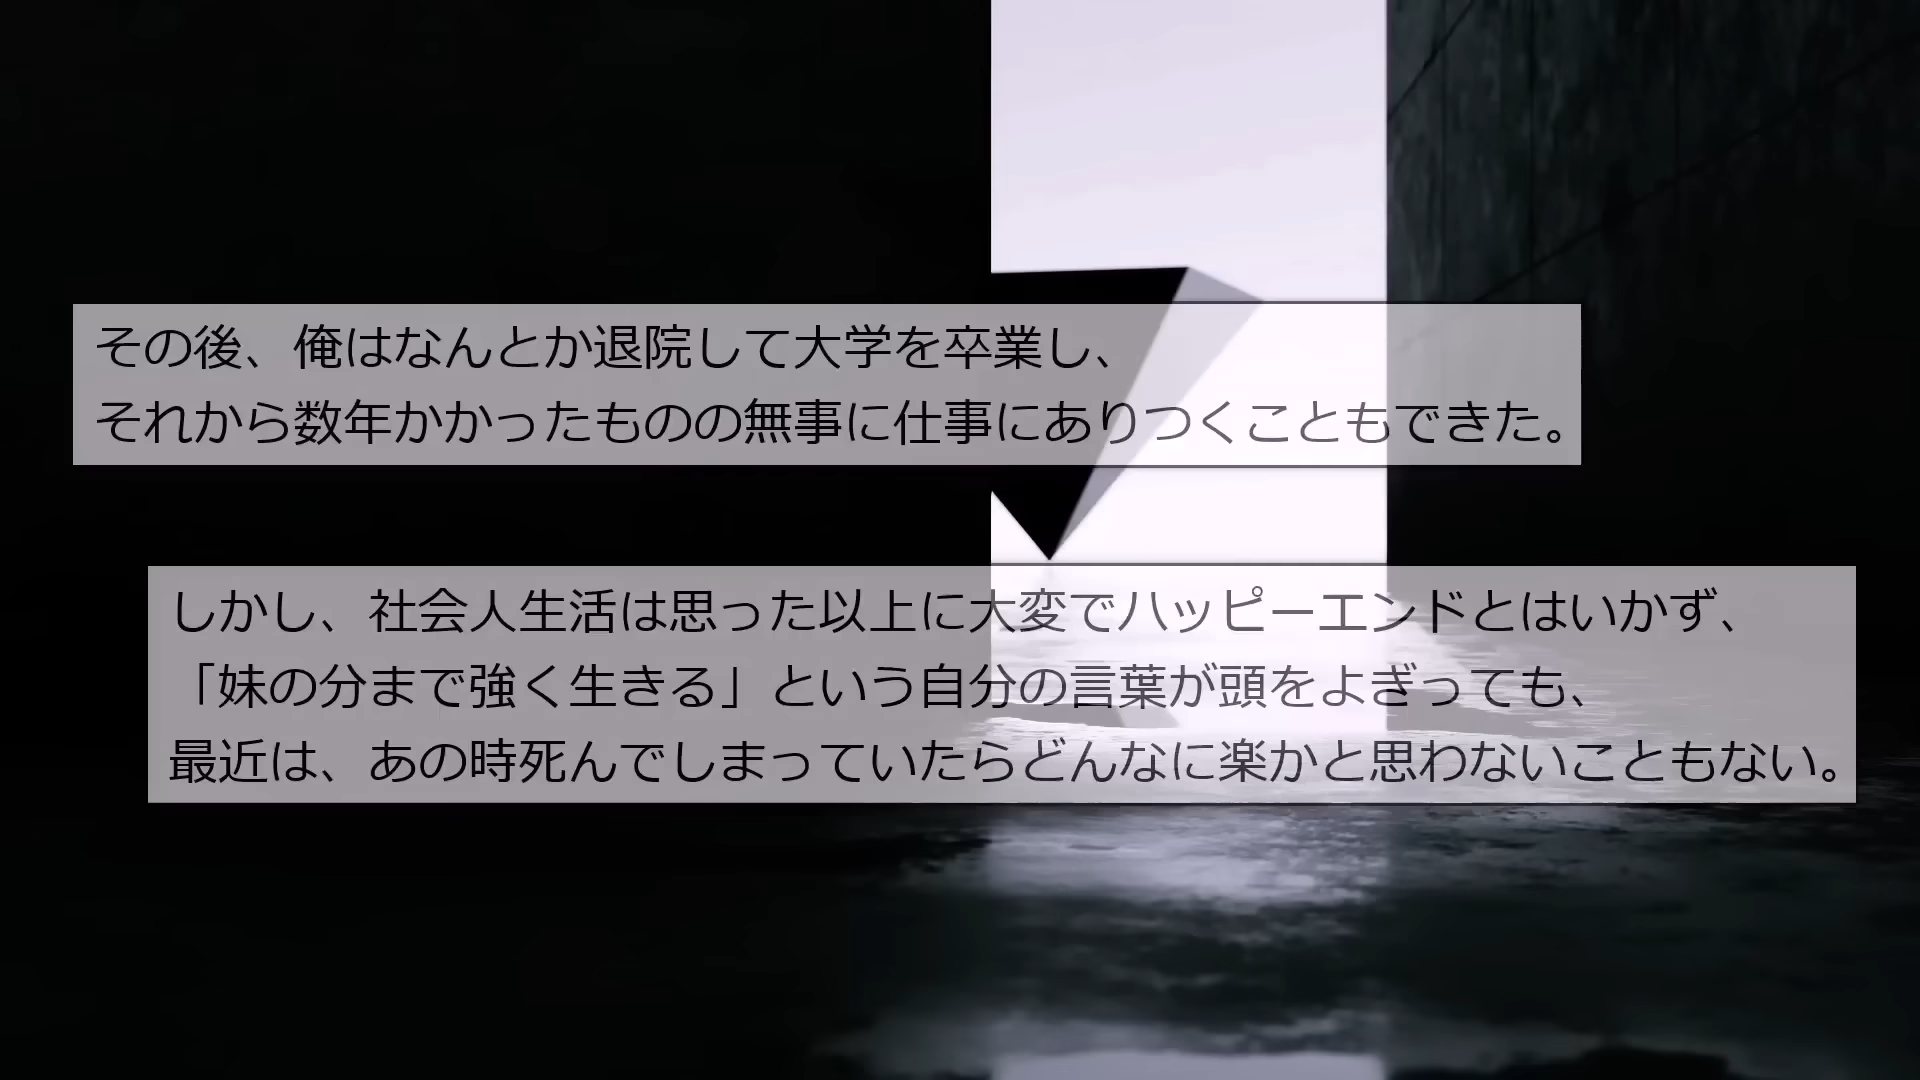 その後、俺はなんとか退院して大学を卒業し、
それから数年かかったものの無事に仕事にありつくこともできた。
しかし、社会人生活は思った以上に大変でハッピーエンドとはいかず、
「妹の分まで強く生きる」という自分の言葉が頭をよぎっても、
最近は、あの時死んでしまっていたらどんなに楽かと思わないこともない。